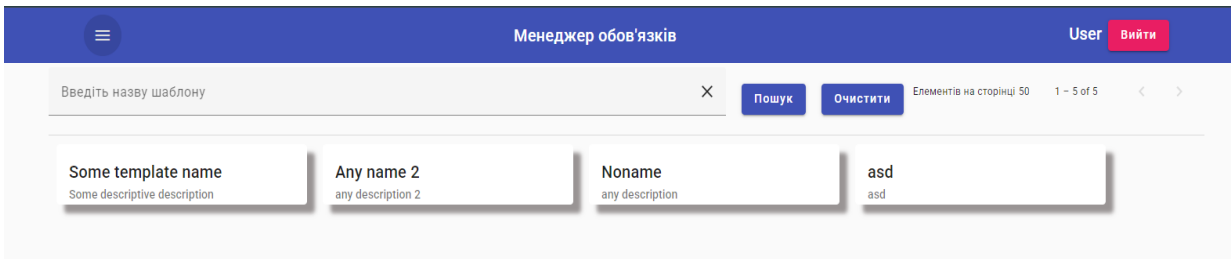 Менеджер обов'язків
User Вийти
Введіть назву шаблону
Пошук Очистити Елементів на сторінці 50 1 – 5 of 5
Some template name Any name 2 Noname asd
Some descriptive description any description 2 any description asd